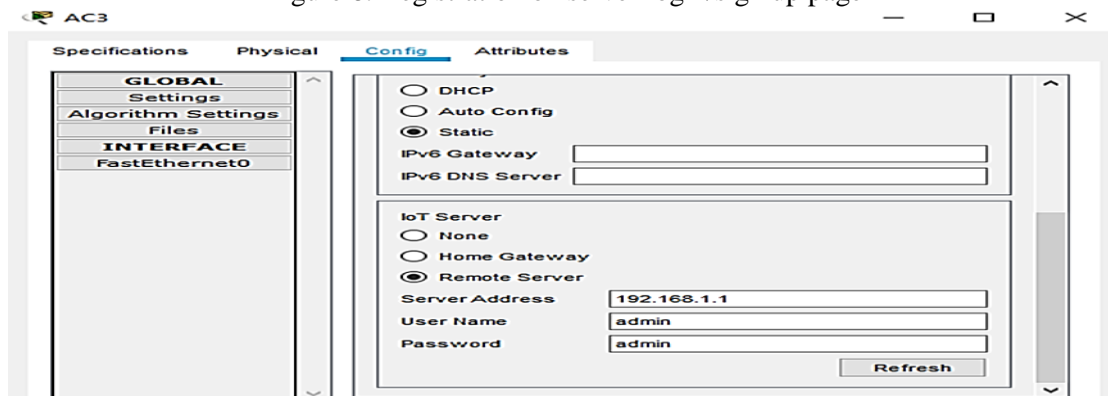 AC3
Specifications Physical Config Attributes
GLOBAL
Settings
Algorithm Settings
Files
INTERFACE
FastEthernet0
DHCP
Auto Config
Static
IPv6 Gateway
IPv6 DNS Server
IoT Server
None
Home Gateway
Remote Server
Server Address 192.168.1.1
User Name admin
Password admin
Refresh